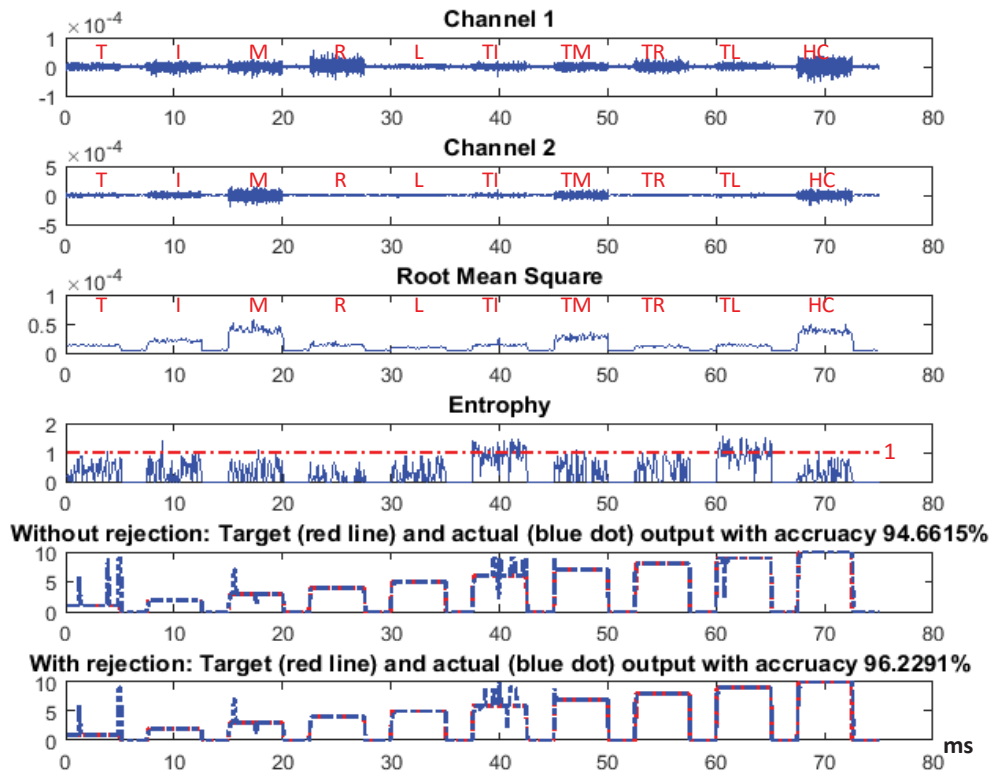 Channel 1
×10⁻⁴
T I M R L TI TM TR TL HC
1
0
-1
0 10 20 30 40 50 60 70 80
Channel 2
×10⁻⁴
T I M R L TI TM TR TL HC
5
0
-5
0 10 20 30 40 50 60 70 80
Root Mean Square
×10⁻⁴
T I M R L TI TM TR TL HC
1
0.5
0
0 10 20 30 40 50 60 70 80
Entrophy
2
1 1
0
0 10 20 30 40 50 60 70 80
Without rejection: Target (red line) and actual (blue dot) output with accruacy 94.6615%
10
5
0
0 10 20 30 40 50 60 70 80
With rejection: Target (red line) and actual (blue dot) output with accruacy 96.2291%
10
5
0
ms
0 10 20 30 40 50 60 70 80